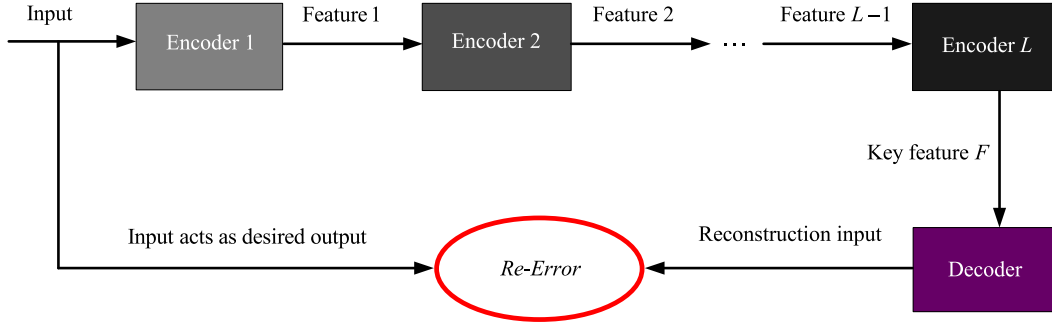 Input
Feature 1
Feature 2
Feature L−1
Encoder 1
Encoder 2
...
Encoder L
Key feature F
Input acts as desired output
Reconstruction input
Re-Error
Decoder